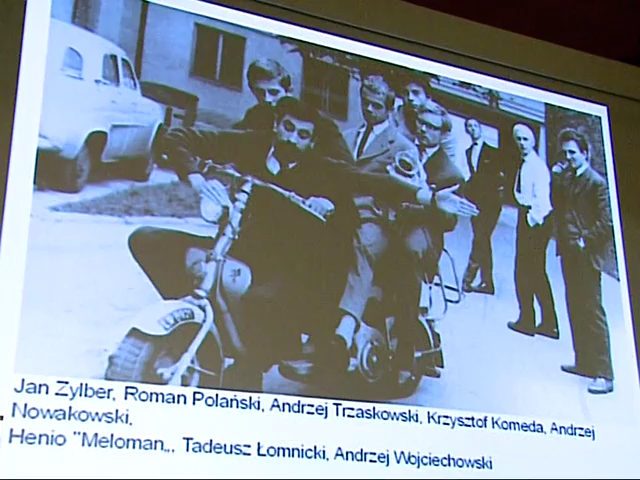 Jan Zylber, Roman Polański, Andrzej Trzaskowski, Krzysztof Komeda, Andrzej
Nowakowski,
Henio "Meloman„, Tadeusz Łomnicki, Andrzej Wojciechowski